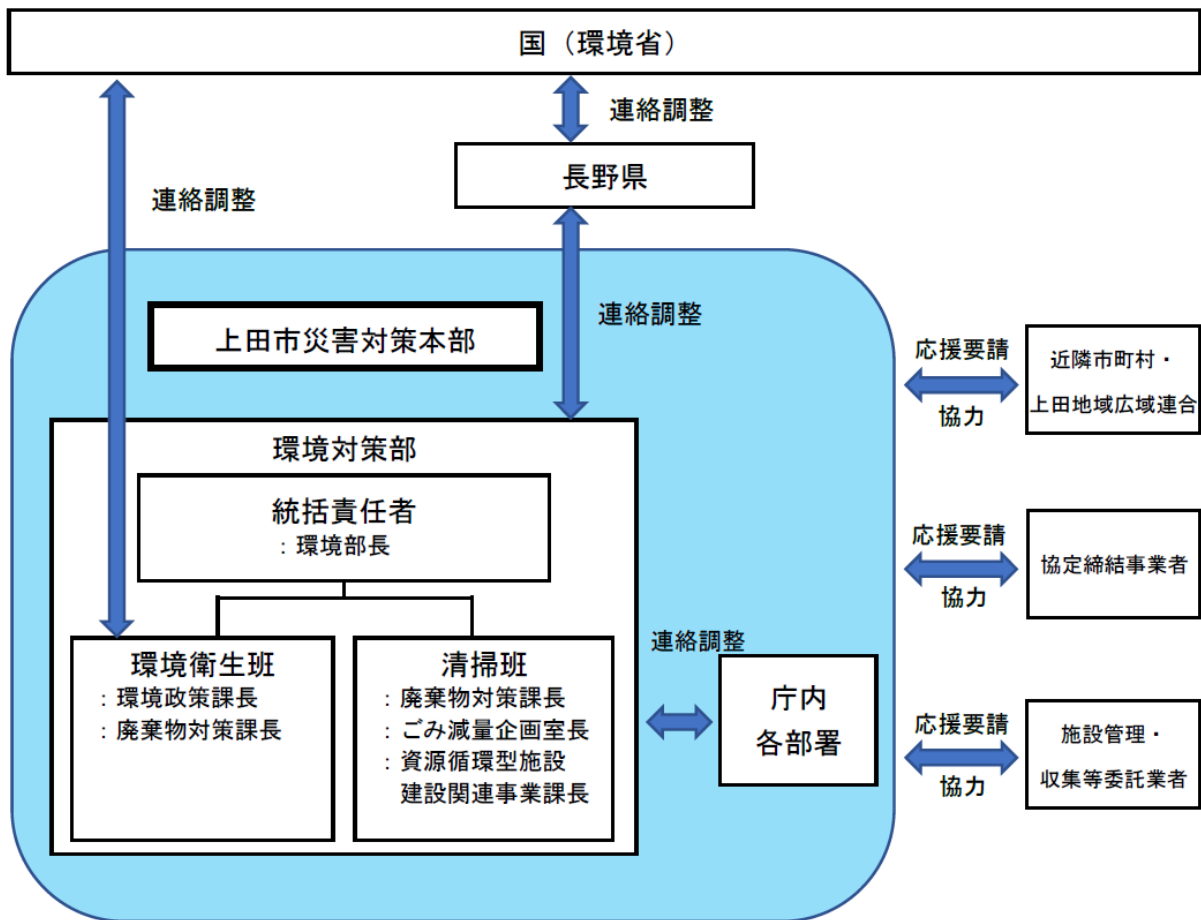 国（環境省）
連絡調整
長野県
連絡調整
連絡調整
上田市災害対策本部
環境対策部
統括責任者
：環境部長
環境衛生班
：環境政策課長
：廃棄物対策課長
清掃班
：廃棄物対策課長
：ごみ減量企画室長
：資源循環型施設
建設関連事業課長
連絡調整
庁内
各部署
応援要請
協力
近隣市町村・
上田地域広域連合
応援要請
協力
協定締結事業者
応援要請
協力
施設管理・
収集等委託業者